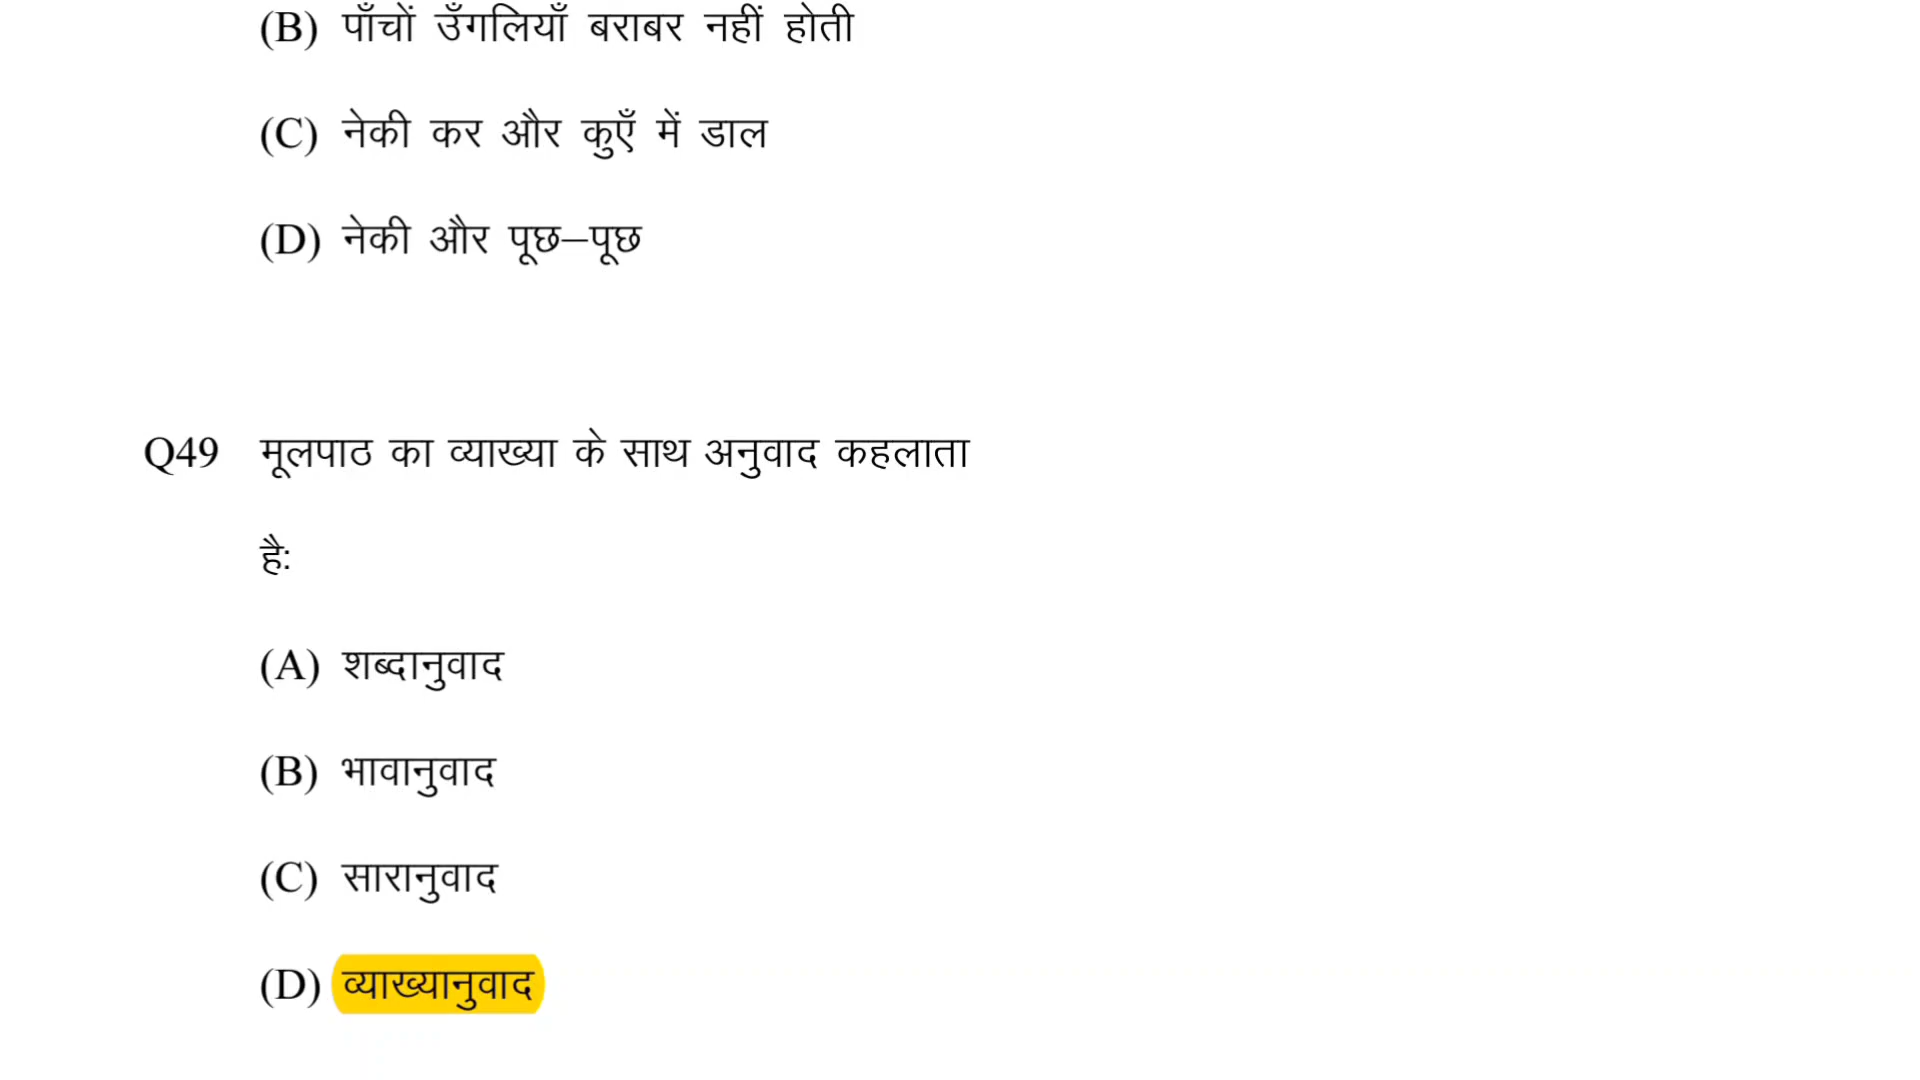 (B) पाँचों उँगलियाँ बराबर नहीं होती
(C) नेकी कर और कुएँ में डाल
(D) नेकी और पूछ–पूछ
Q49 मूलपाठ का व्याख्या के साथ अनुवाद कहलाता
है:
(A) शब्दानुवाद
(B) भावानुवाद
(C) सारानुवाद
(D) व्याख्यानुवाद